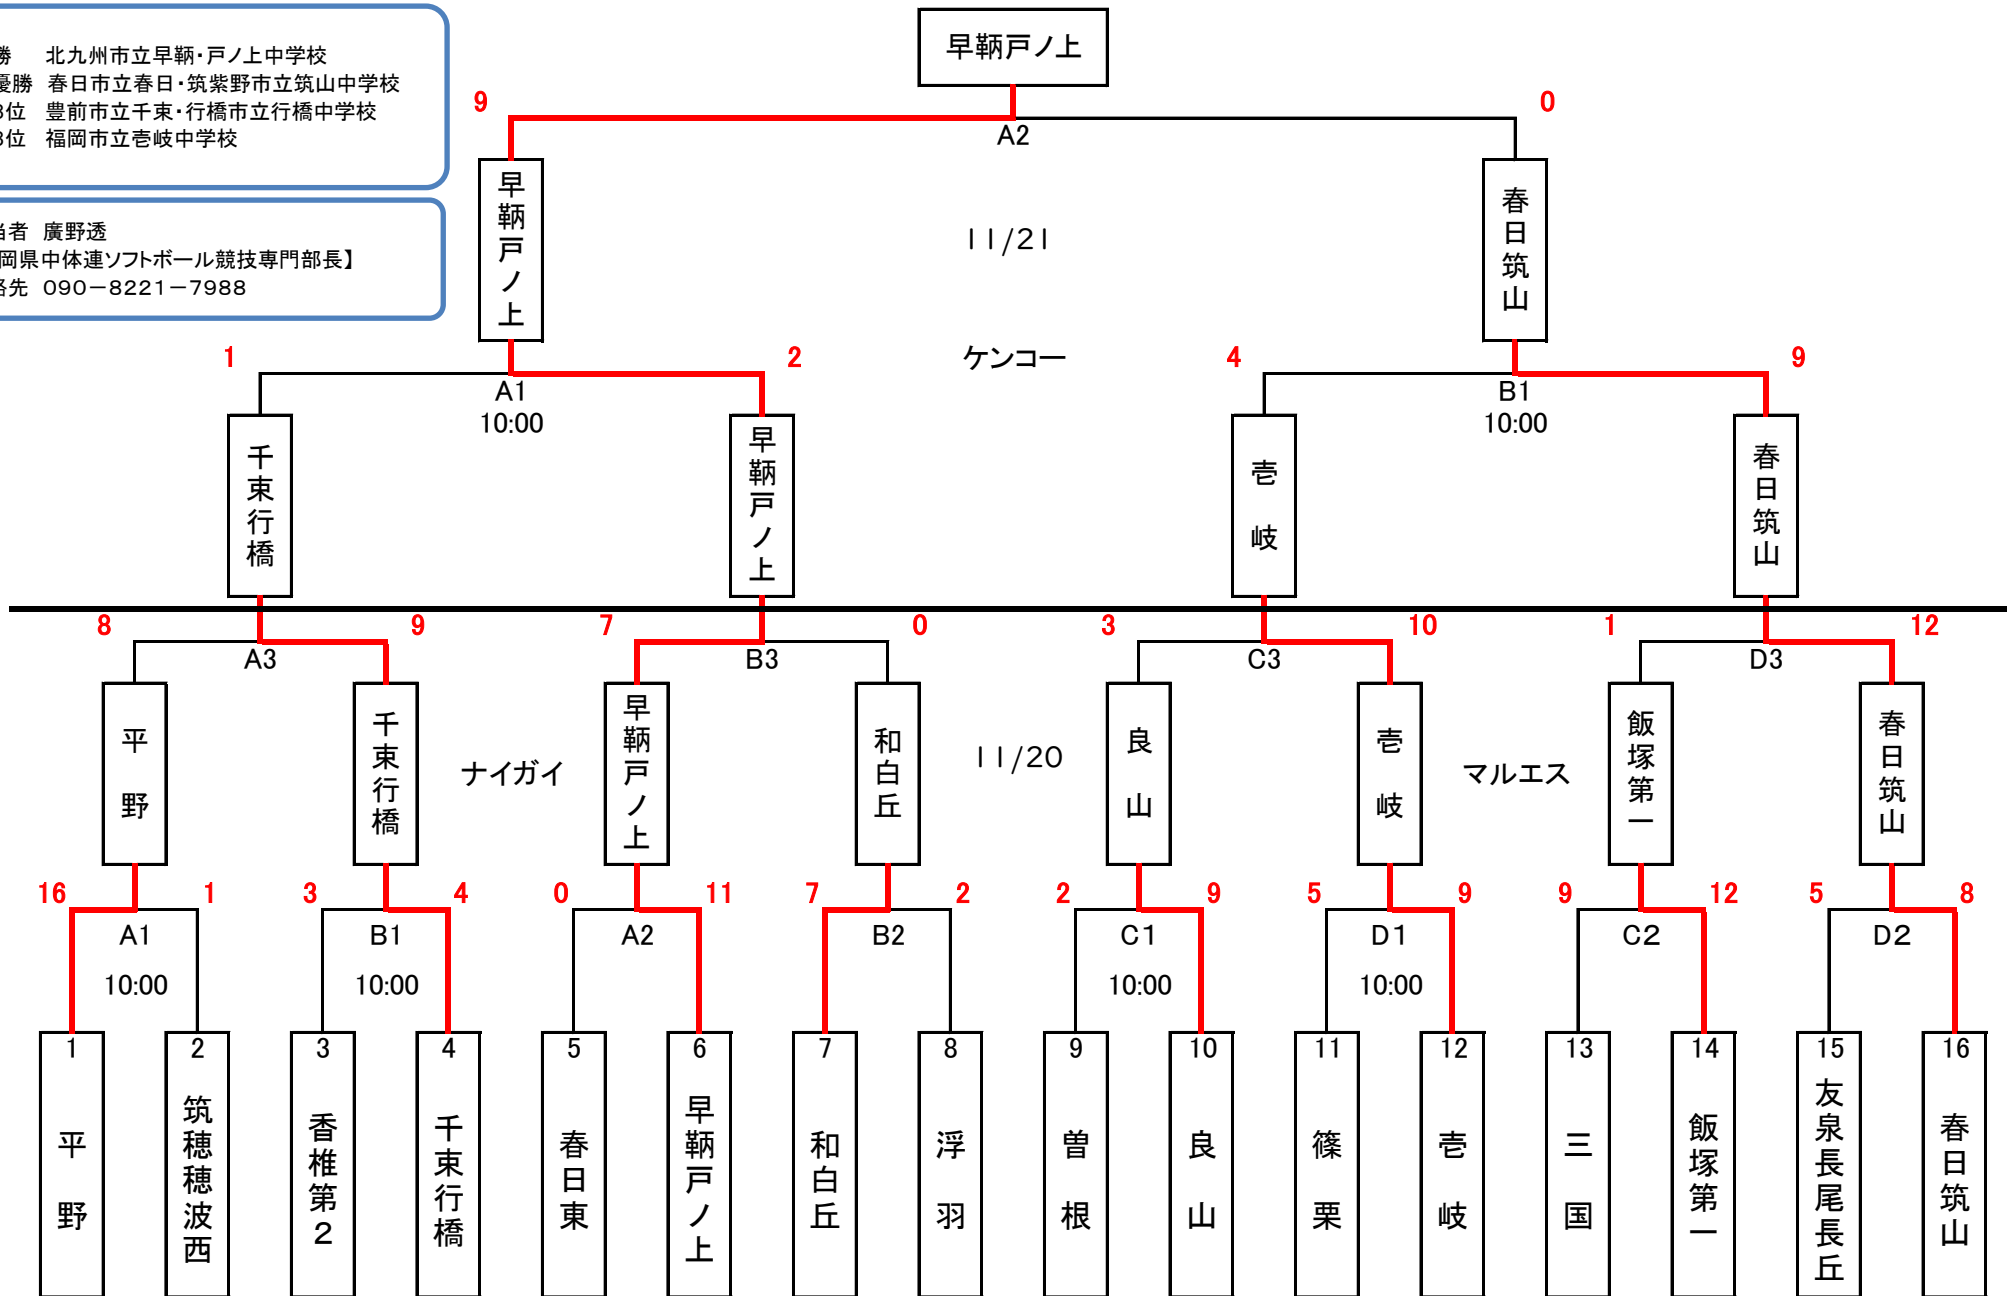 早鞆戸ノ上
勝 北九州市立早鞆・戸ノ上中学校
優勝 春日市立春日・筑紫野市立筑山中学校
3位 豊前市立千束・行橋市立行橋中学校
3位 福岡市立壱岐中学校
当者 廣野透
岡県中体連ソフトボール競技専門部長】
絡先 090-8221-7988
9
0
A2
早鞆戸ノ上
春日筑山
11/21
ケンコー
1
2
4
9
A1
10:00
B1
10:00
千束行橋
早鞆戸ノ上
壱岐
春日筑山
8
9
7
0
3
10
1
12
A3
B3
C3
D3
平野
千束行橋
早鞆戸ノ上
和白丘
良山
壱岐
飯塚第一
春日筑山
ナイガイ
11/20
マルエス
16
1
3
4
0
11
7
2
2
9
5
9
9
12
5
8
A1
B1
A2
B2
C1
D1
C2
D2
10:00
10:00
10:00
10:00
1
2
3
4
5
6
7
8
9
10
11
12
13
14
15
16
平野
筑穂穂波西
香椎第2
千束行橋
春日東
早鞆戸ノ上
和白丘
浮羽
曽根
良山
篠栗
壱岐
三国
飯塚第一
友泉長尾長丘
春日筑山